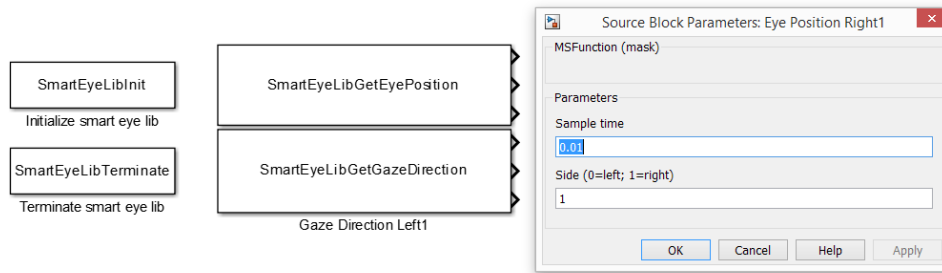 SmartEyeLibInit
Initialize smart eye lib
SmartEyeLibTerminate
Terminate smart eye lib
SmartEyeLibGetEyePosition
SmartEyeLibGetGazeDirection
Gaze Direction Left1
Source Block Parameters: Eye Position Right1
MSFunction (mask)
Parameters
Sample time
0.01
Side (0=left; 1=right)
1
OK Cancel Help Apply